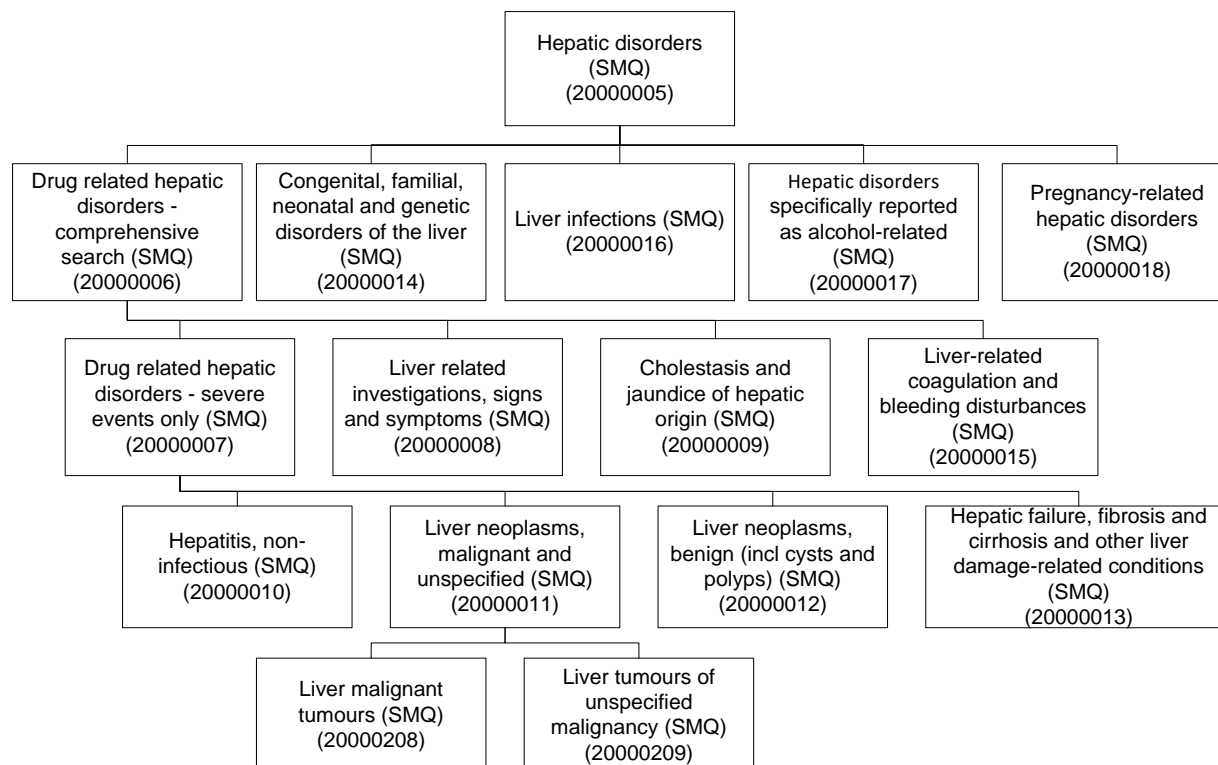 Hepatic disorders
(SMQ)
(20000005)
Drug related hepatic
disorders -
comprehensive
search (SMQ)
(20000006)
Congenital, familial,
neonatal and genetic
disorders of the liver
(SMQ)
(20000014)
Liver infections (SMQ)
(20000016)
Hepatic disorders
specifically reported
as alcohol-related
(SMQ)
(20000017)
Pregnancy-related
hepatic disorders
(SMQ)
(20000018)
Drug related hepatic
disorders - severe
events only (SMQ)
(20000007)
Liver related
investigations, signs
and symptoms (SMQ)
(20000008)
Cholestasis and
jaundice of hepatic
origin (SMQ)
(20000009)
Liver-related
coagulation and
bleeding disturbances
(SMQ)
(20000015)
Hepatitis, non-
infectious (SMQ)
(20000010)
Liver neoplasms,
malignant and
unspecified (SMQ)
(20000011)
Liver neoplasms,
benign (incl cysts and
polyps) (SMQ)
(20000012)
Hepatic failure, fibrosis and
cirrhosis and other liver
damage-related conditions
(SMQ)
(20000013)
Liver malignant
tumours (SMQ)
(20000208)
Liver tumours of
unspecified
malignancy (SMQ)
(20000209)